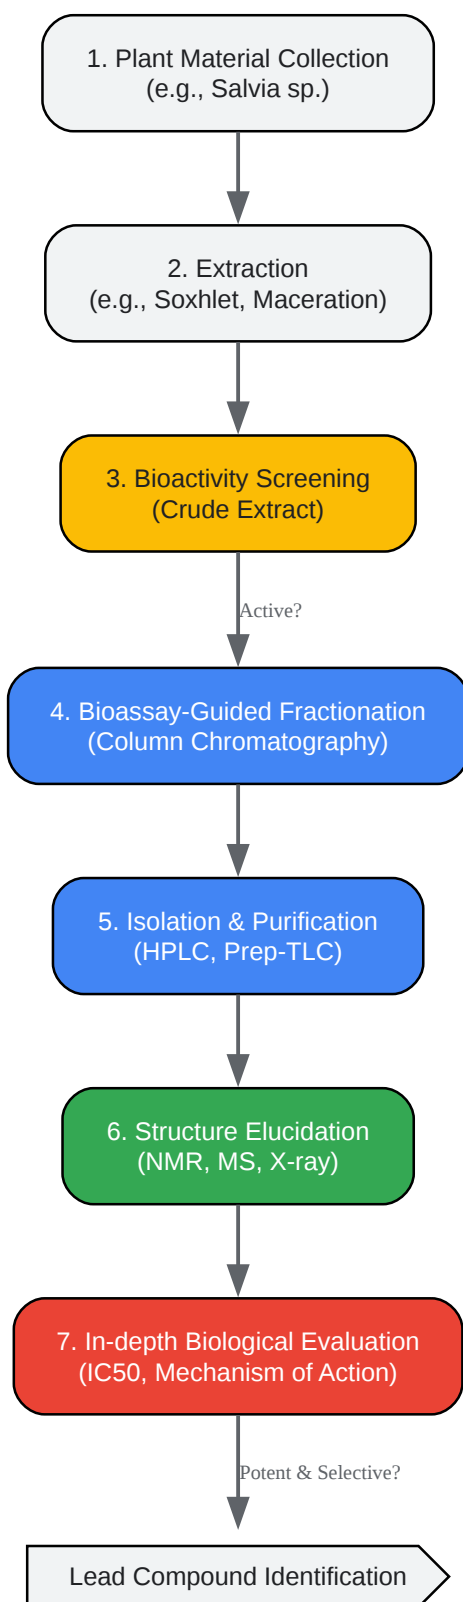 1. Plant Material Collection
(e.g., Salvia sp.)
2. Extraction
(e.g., Soxhlet, Maceration)
3. Bioactivity Screening
(Crude Extract)
Active?
4. Bioassay-Guided Fractionation
(Column Chromatography)
5. Isolation & Purification
(HPLC, Prep-TLC)
6. Structure Elucidation
(NMR, MS, X-ray)
7. In-depth Biological Evaluation
(IC50, Mechanism of Action)
Potent & Selective?
Lead Compound Identification